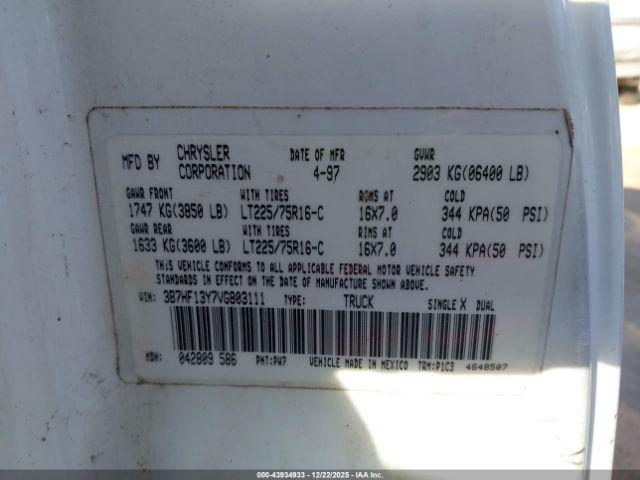 MFD BY CHRYSLER CORPORATION DATE OF MFR 4-97 GVWR 2903 KG(06400 LB)
GAWR FRONT WITH TIRES RIMS AT COLD
1747 KG(3850 LB) LT225/75R16-C 16X7.0 344 KPA(50 PSI)
GAWR REAR WITH TIRES RIMS AT COLD
1633 KG(3600 LB) LT225/75R16-C 16X7.0 344 KPA(50 PSI)
THIS VEHICLE CONFORMS TO ALL APPLICABLE FEDERAL MOTOR VEHICLE SAFETY
STANDARDS IN EFFECT ON THE DATE OF MANUFACTURE SHOWN ABOVE.
VIN: 3B7HF13Y7VG803111 TYPE: TRUCK SINGLE X DUAL
MDH: 042809 586 PNT:PW7 VEHICLE MADE IN MEXICO TRM:P1C3 4648507
000-43934933 - 12/22/2025 - IAA Inc.